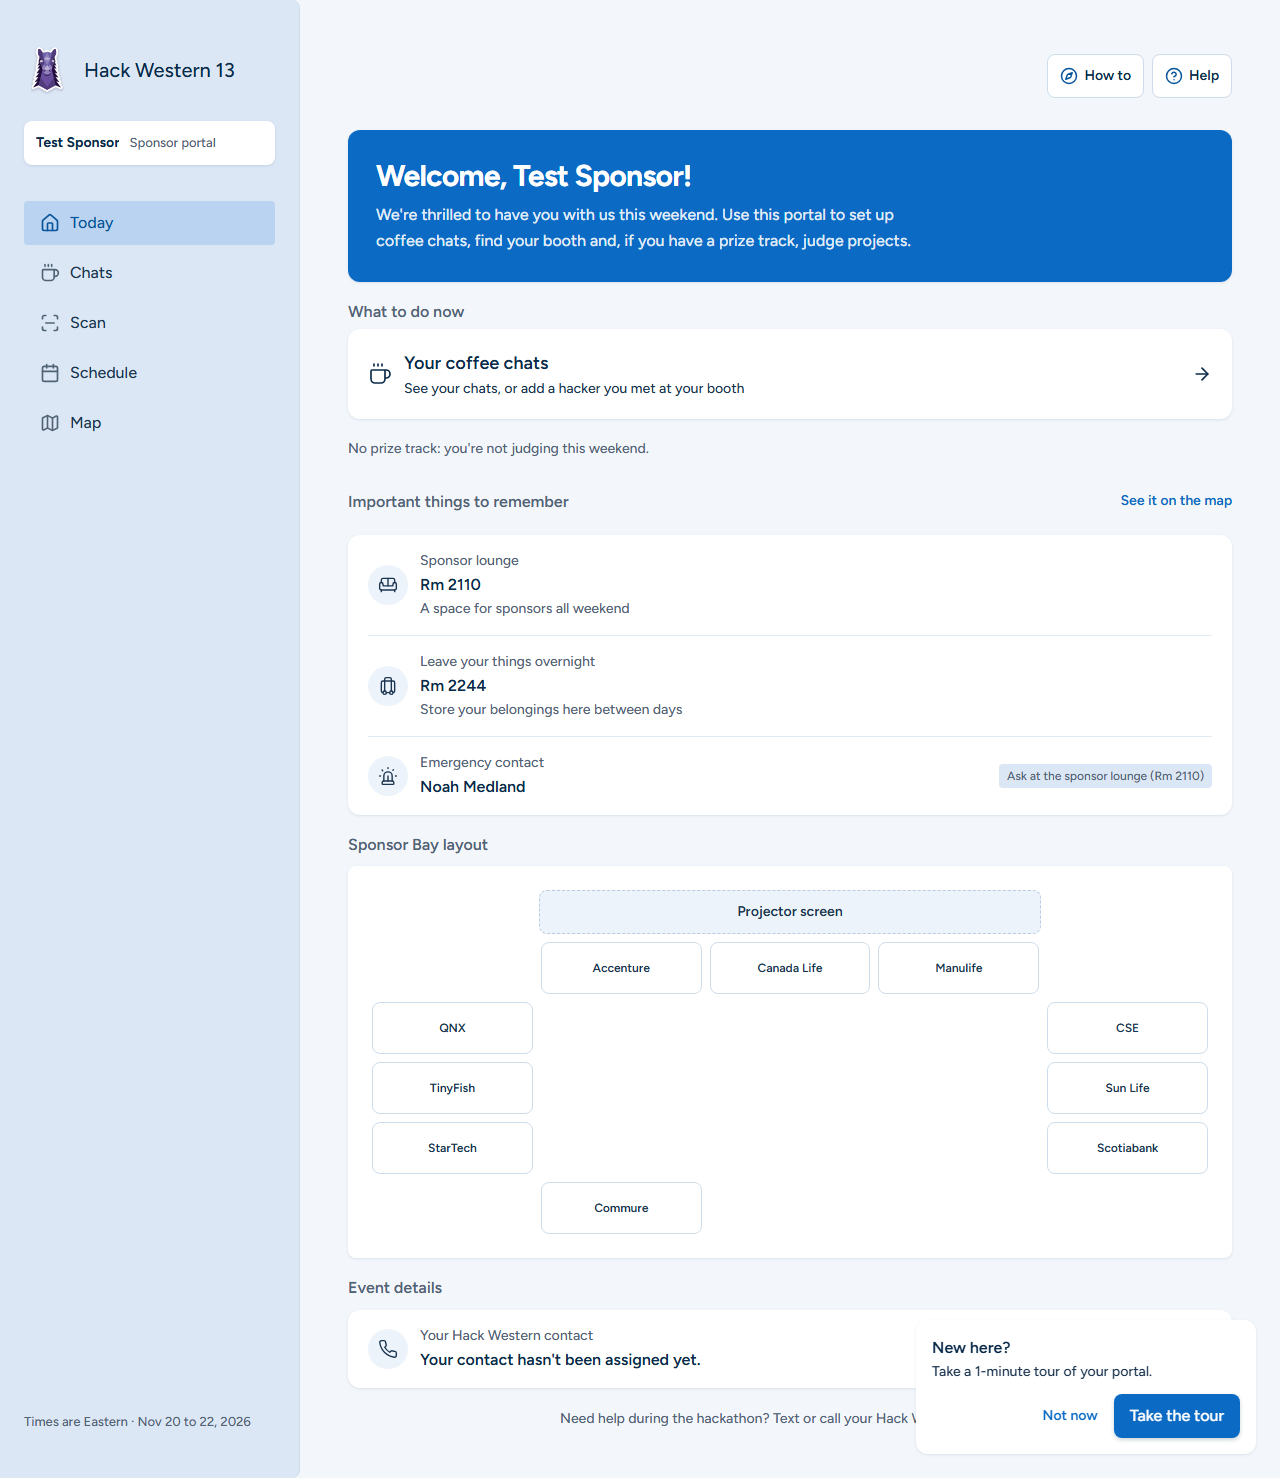 Hack Western 13
Test Sponsor Sponsor portal
Today
Chats
Scan
Schedule
Map
Times are Eastern · Nov 20 to 22, 2026
How to
Help
Welcome, Test Sponsor!
We're thrilled to have you with us this weekend. Use this portal to set up
coffee chats, find your booth and, if you have a prize track, judge projects.
What to do now
Your coffee chats
See your chats, or add a hacker you met at your booth
No prize track: you're not judging this weekend.
Important things to remember
See it on the map
Sponsor lounge
Rm 2110
A space for sponsors all weekend
Leave your things overnight
Rm 2244
Store your belongings here between days
Emergency contact
Noah Medland
Ask at the sponsor lounge (Rm 2110)
Sponsor Bay layout
Projector screen
Accenture
Canada Life
Manulife
QNX
CSE
TinyFish
Sun Life
StarTech
Scotiabank
Commure
Event details
Your Hack Western contact
Your contact hasn't been assigned yet.
Need help during the hackathon? Text or call your Hack
New here?
Take a 1-minute tour of your portal.
Not now
Take the tour